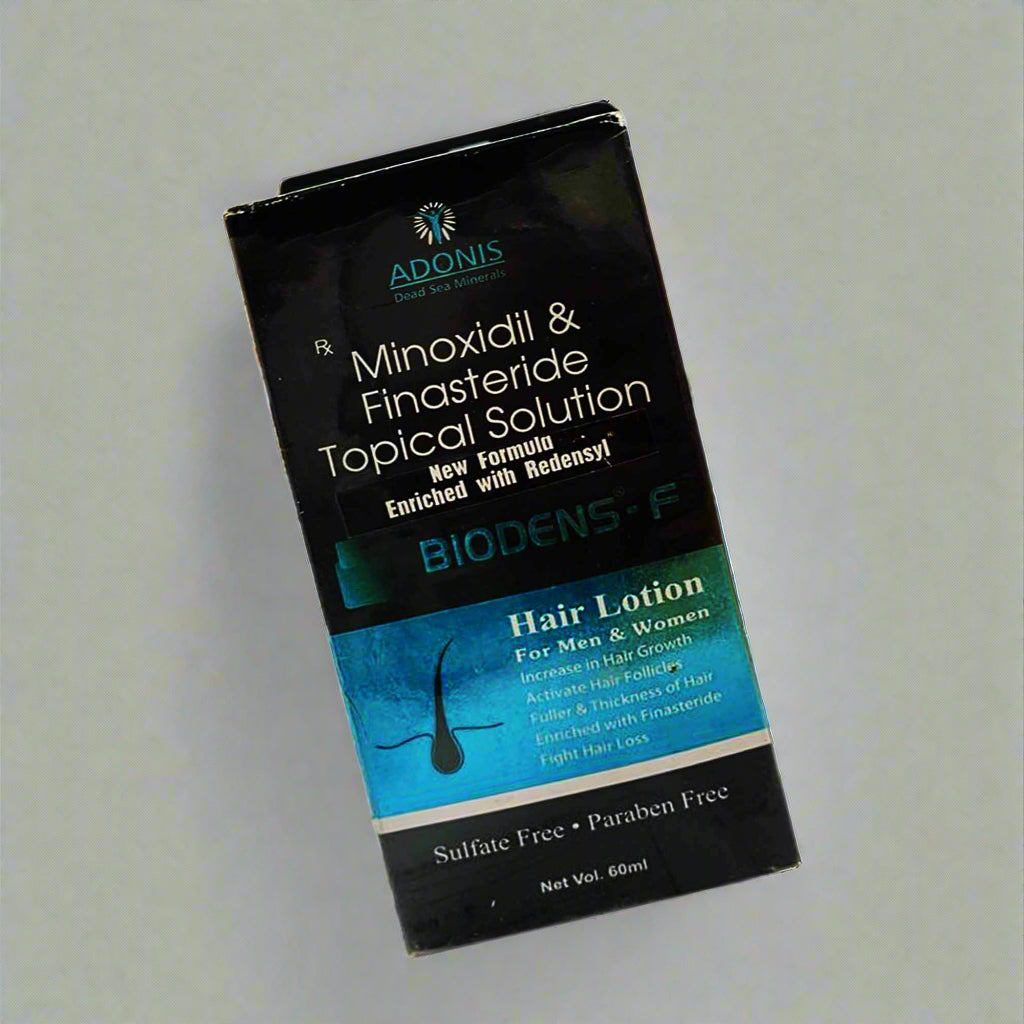 ADONIS
Dead Sea Minerals
Rx Minoxidil &
Finasteride
Topical Solution
New Formula
Enriched with Redensyl
BIODENS®-F
Hair Lotion
For Men & Women
Increase in Hair Growth
Activate Hair Follicles
Fuller & Thickness of Hair
Enriched with Finasteride
Fight Hair Loss
Sulfate Free • Paraben Free
Net Vol. 60ml